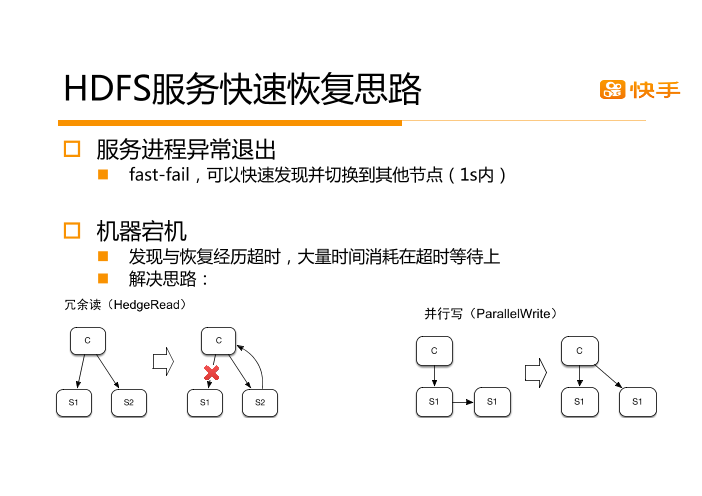 HDFS服务快速恢复思路
快手
服务进程异常退出
fast-fail，可以快速发现并切换到其他节点（1s内）
机器宕机
发现与恢复经历超时，大量时间消耗在超时等待上
解决思路：
冗余读（HedgeRead）
C
S1
S2
C
S1
S2
并行写（ParallelWrite）
C
S1
S1
C
S1
S1